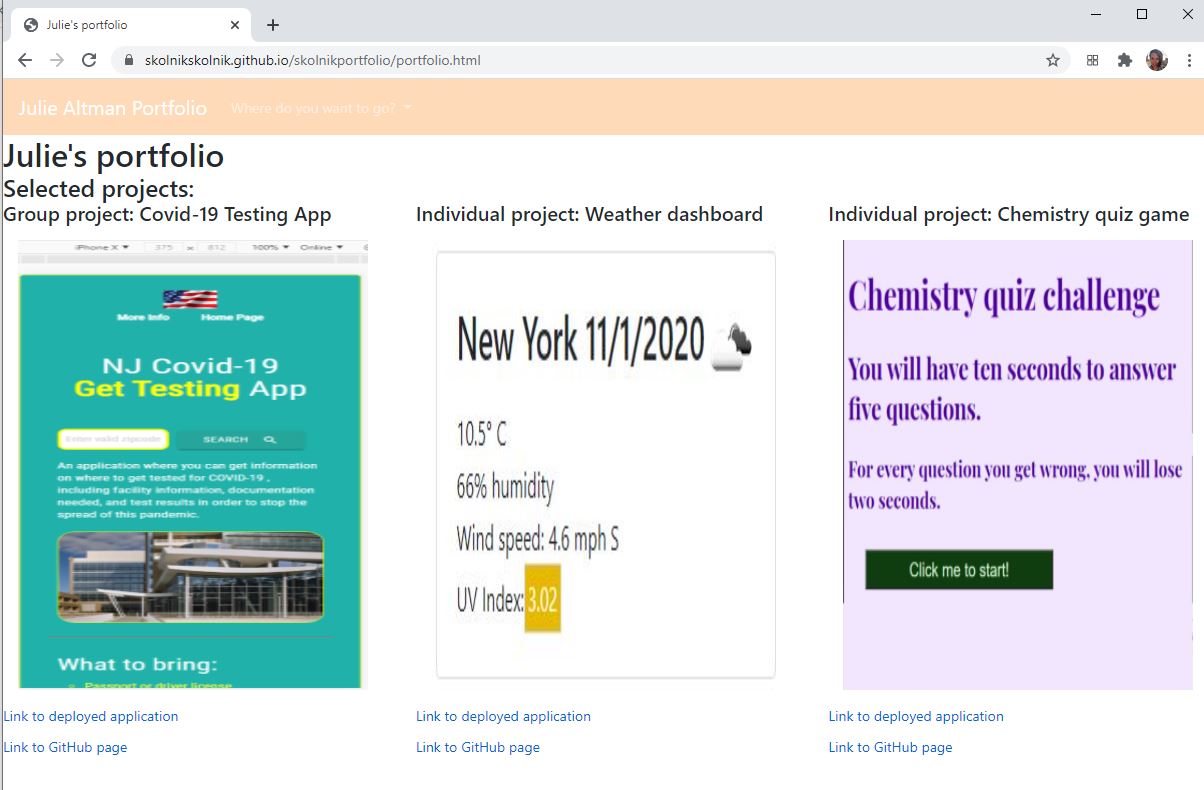 Julie's portfolio
skolnikskolnik.github.io/skolnikportfolio/portfolio.html
Julie Altman Portfolio
Where do you want to go?
Julie's portfolio
Selected projects:
Group project: Covid-19 Testing App
iPhone X 375 x 812 100% Online
More Info Home Page
NJ Covid-19
Get Testing App
Enter valid zipcode SEARCH
An application where you can get information
on where to get tested for COVID-19 ,
including facility information, documentation
needed, and test results in order to stop the
spread of this pandemic.
What to bring:
Passport or driver license
Link to deployed application
Link to GitHub page
Individual project: Weather dashboard
New York 11/1/2020
10.5° C
66% humidity
Wind speed: 4.6 mph S
UV Index: 3.02
Link to deployed application
Link to GitHub page
Individual project: Chemistry quiz game
Chemistry quiz challenge
You will have ten seconds to answer
five questions.
For every question you get wrong, you will lose
two seconds.
Click me to start!
Link to deployed application
Link to GitHub page